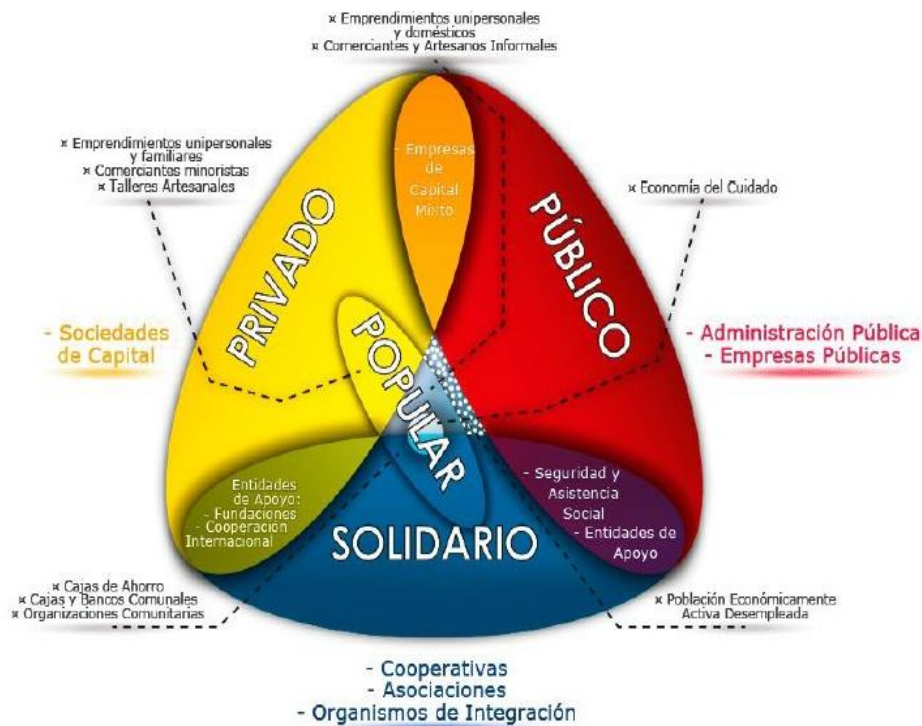 ¤ Emprendimientos unipersonales
y domésticos
¤ Comerciantes y Artesanos Informales
¤ Emprendimientos unipersonales
y familiares
¤ Comerciantes minoristas
¤ Talleres Artesanales
- Empresas
de
Capital
Mixto
¤ Economía del Cuidado
PRIVADO
PÚBLICO
- Sociedades
de Capital
POPULAR
- Administración Pública
- Empresas Públicas
Entidades
de Apoyo:
- Fundaciones
- Cooperación
Internacional
- Seguridad y
Asistencia
Social
- Entidades de
Apoyo
SOLIDARIO
¤ Cajas de Ahorro
¤ Cajas y Bancos Comunales
¤ Organizaciones Comunitarias
¤ Población Económicamente
Activa Desempleada
- Cooperativas
- Asociaciones
- Organismos de Integración